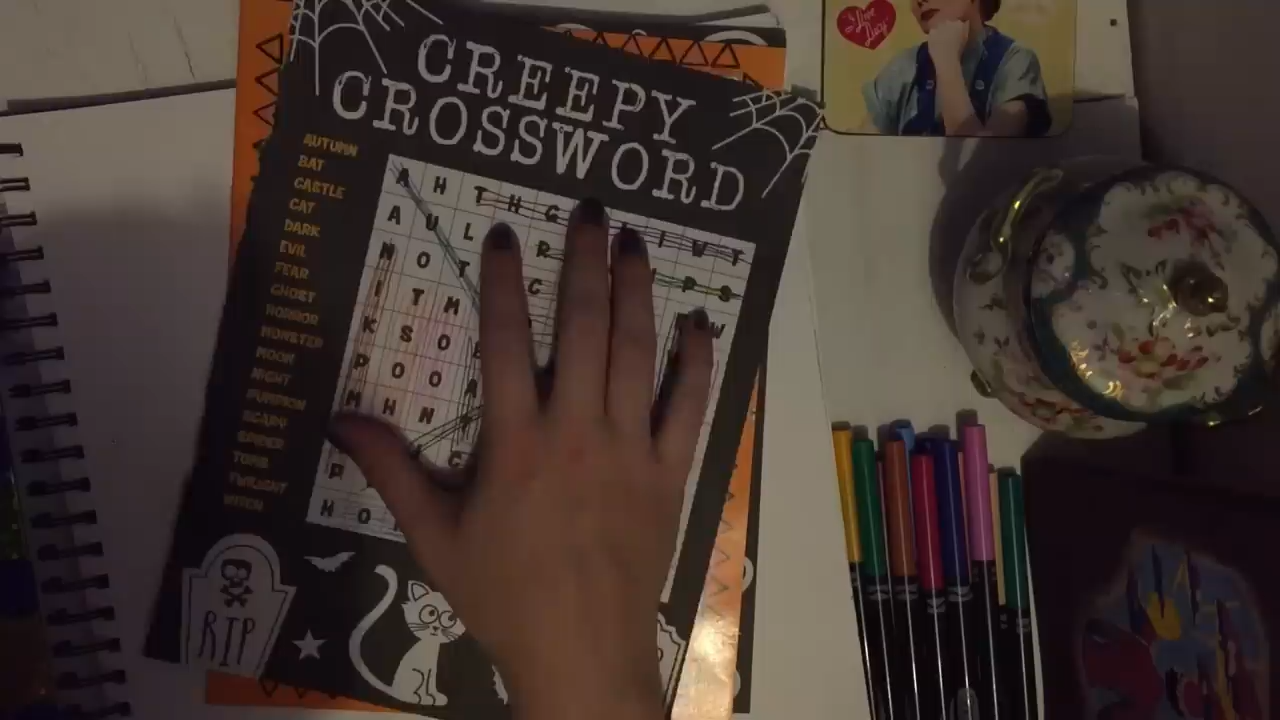 I Love
Lucy
CREEPY
CROSSWORD
AUTUMN
BAT
CASTLE
CAT
DARK
EVIL
FEAR
GHOST
HORROR
MONSTER
MOON
NIGHT
PUMPKIN
SCARY
SPIDER
TOMB
TWILIGHT
WITCH
A H T H G L I W T
A U L R P S
N O T C
I T M W
K S O
P O O A
M H N
P G
H O
RIP